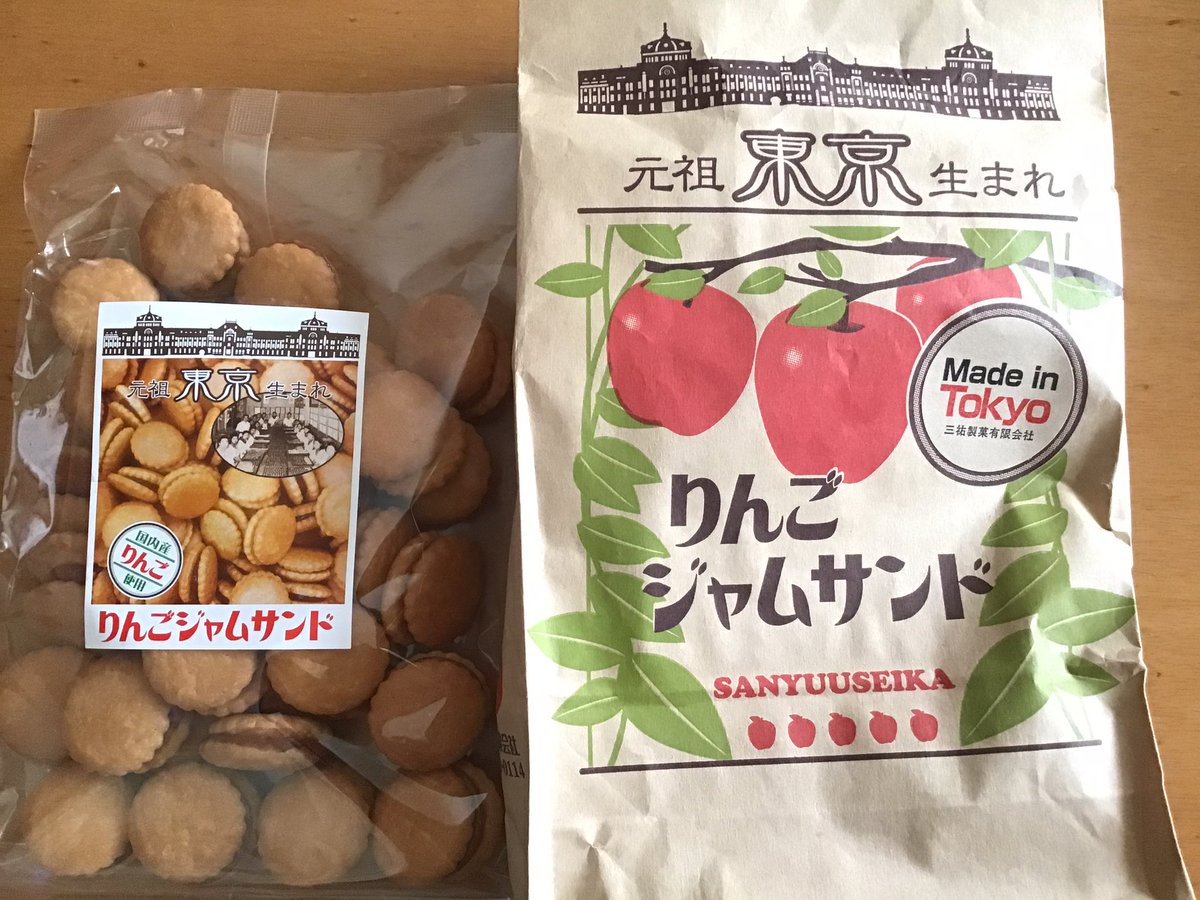 元祖 東京 生まれ
国内産
りんご
使用
りんごジャムサンド
0114
元祖 東京 生まれ
Made in
Tokyo
三祐製菓有限会社
りんご
ジャムサンド
SANYUUSEIKA